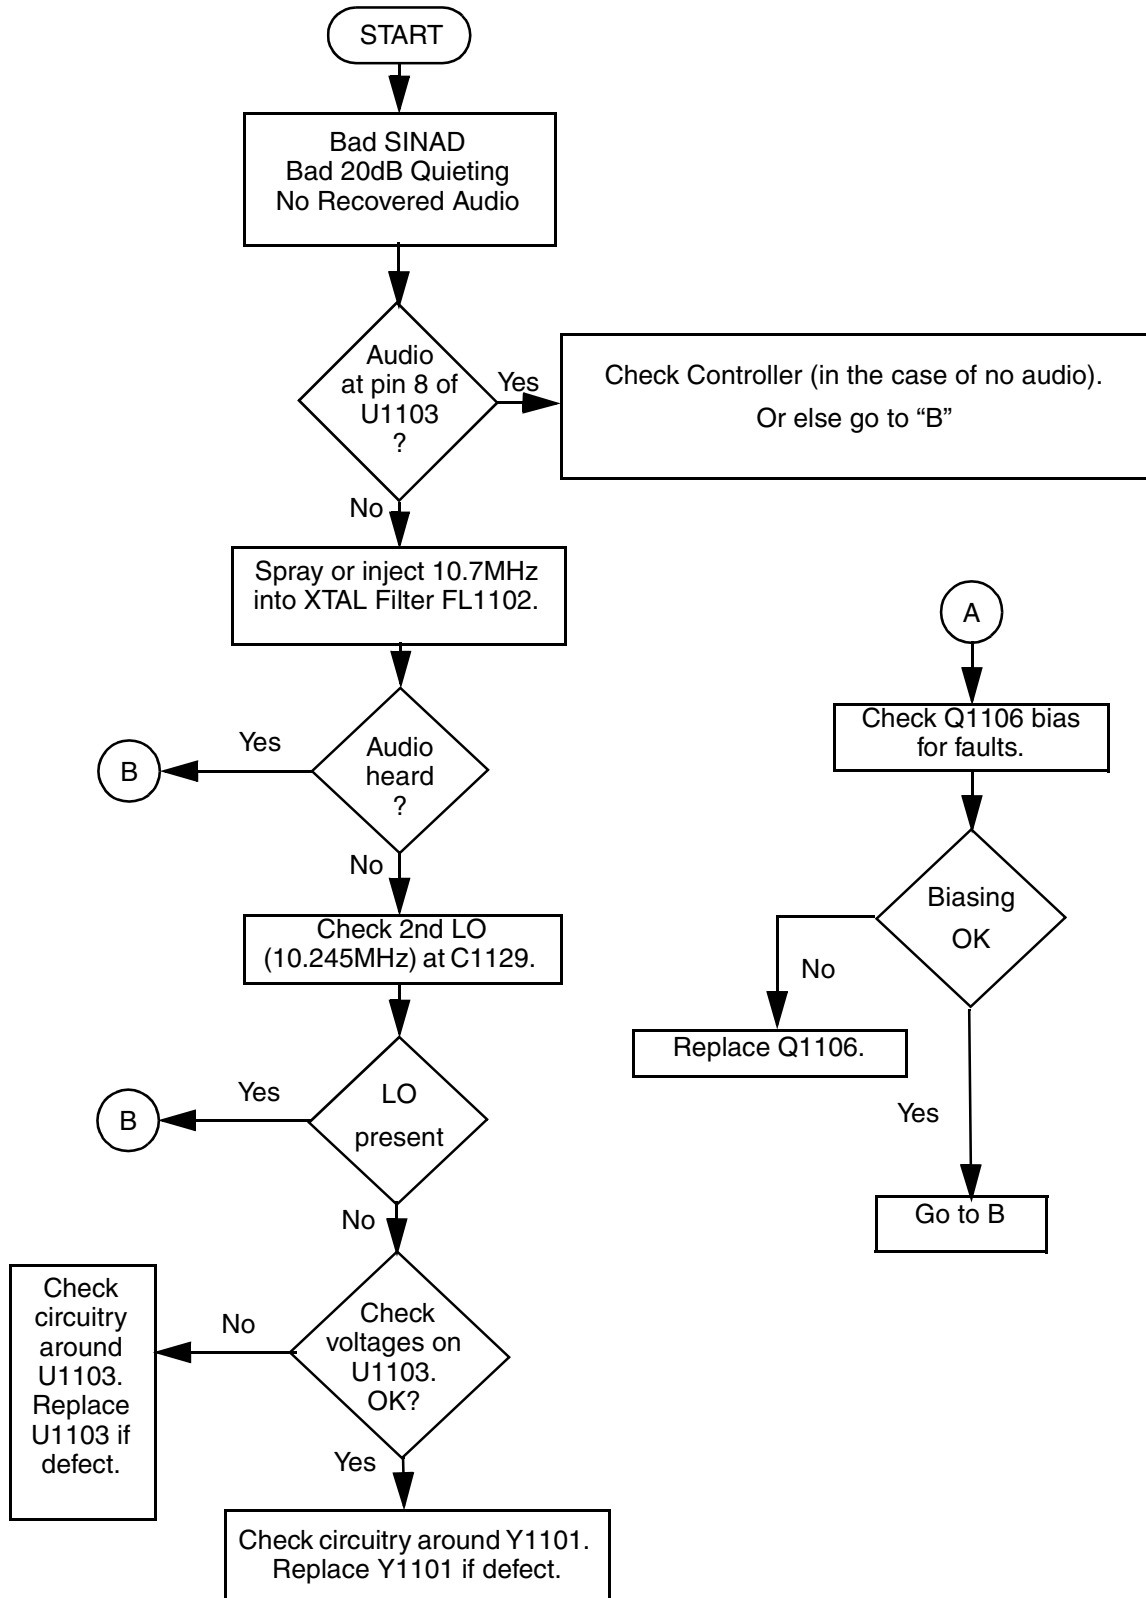 START
Bad SINAD
Bad 20dB Quieting
No Recovered Audio
Audio
at pin 8 of
U1103
?
Yes
Check Controller (in the case of no audio).
Or else go to “B”
No
Spray or inject 10.7MHz
into XTAL Filter FL1102.
Audio
heard
?
Yes
B
No
Check 2nd LO
(10.245MHz) at C1129.
LO
present
Yes
B
No
Check
voltages on
U1103.
OK?
No
Check
circuitry
around
U1103.
Replace
U1103 if
defect.
Yes
Check circuitry around Y1101.
Replace Y1101 if defect.
A
Check Q1106 bias
for faults.
Biasing
OK
No
Replace Q1106.
Yes
Go to B